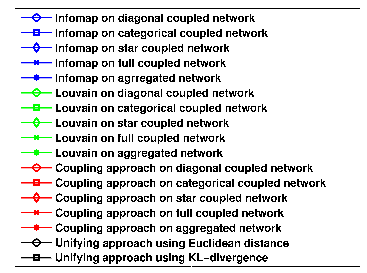 Infomap on diagonal coupled network
Infomap on categorical coupled network
Infomap on star coupled network
Infomap on full coupled network
Infomap on agrregated network
Louvain on diagonal coupled network
Louvain on categorical coupled network
Louvain on star coupled network
Louvain on full coupled network
Louvain on aggregated network
Coupling approach on diagonal coupled network
Coupling approach on categorical coupled network
Coupling approach on star coupled network
Coupling approach on full coupled network
Coupling approach on aggregated network
Unifying approach using Euclidean distance
Unifying approach using KL-divergence